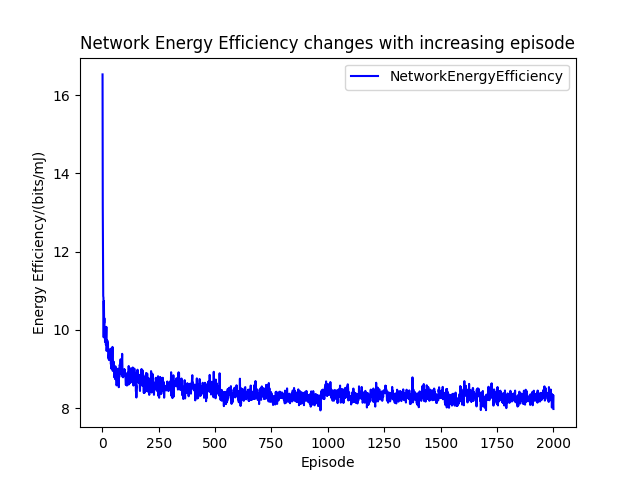 Network Energy Efficiency changes with increasing episode
NetworkEnergyEfficiency
16
14
12
10
8
Energy Efficiency/(bits/mJ)
0 250 500 750 1000 1250 1500 1750 2000
Episode